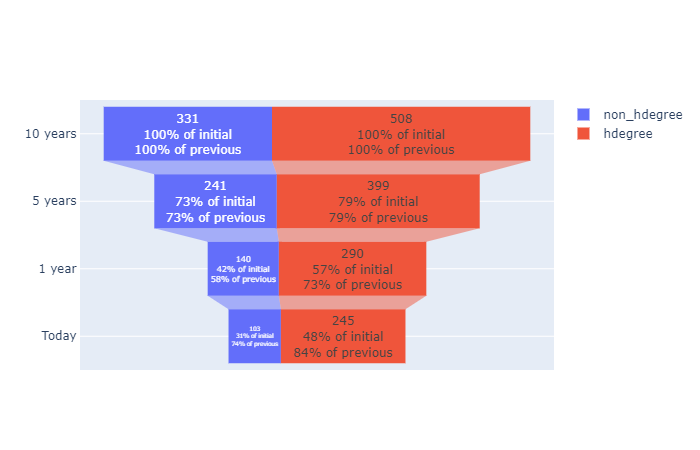 non_hdegree
hdegree
10 years
331
100% of initial
100% of previous
508
100% of initial
100% of previous
5 years
241
73% of initial
73% of previous
399
79% of initial
79% of previous
1 year
140
42% of initial
58% of previous
290
57% of initial
73% of previous
Today
103
31% of initial
74% of previous
245
48% of initial
84% of previous